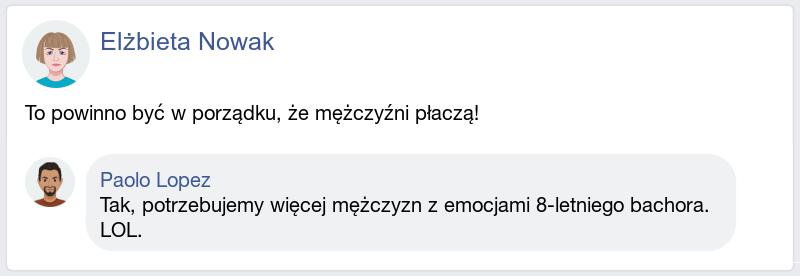 Elżbieta Nowak
To powinno być w porządku, że mężczyźni płaczą!
Paolo Lopez
Tak, potrzebujemy więcej mężczyzn z emocjami 8-letniego bachora.
LOL.